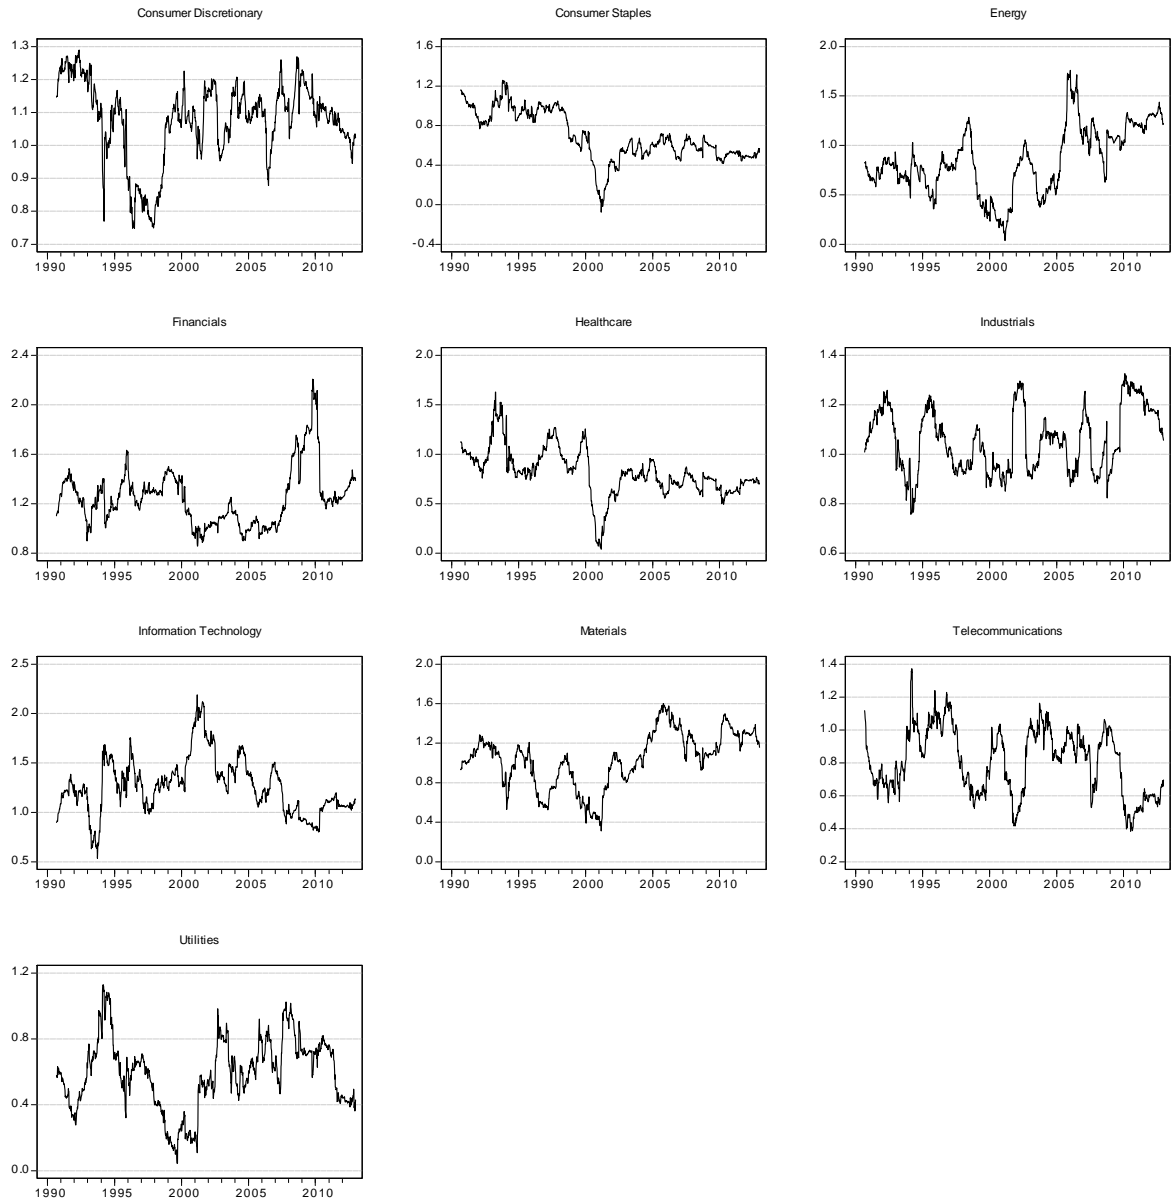 Consumer Discretionary
1.3
1.2
1.1
1.0
0.9
0.8
0.7
1990 1995 2000 2005 2010
Consumer Staples
1.6
1.2
0.8
0.4
0.0
-0.4
1990 1995 2000 2005 2010
Energy
2.0
1.5
1.0
0.5
0.0
1990 1995 2000 2005 2010
Financials
2.4
2.0
1.6
1.2
0.8
1990 1995 2000 2005 2010
Healthcare
2.0
1.5
1.0
0.5
0.0
1990 1995 2000 2005 2010
Industrials
1.4
1.2
1.0
0.8
0.6
1990 1995 2000 2005 2010
Information Technology
2.5
2.0
1.5
1.0
0.5
1990 1995 2000 2005 2010
Materials
2.0
1.6
1.2
0.8
0.4
0.0
1990 1995 2000 2005 2010
Telecommunications
1.4
1.2
1.0
0.8
0.6
0.4
0.2
1990 1995 2000 2005 2010
Utilities
1.2
0.8
0.4
0.0
1990 1995 2000 2005 2010